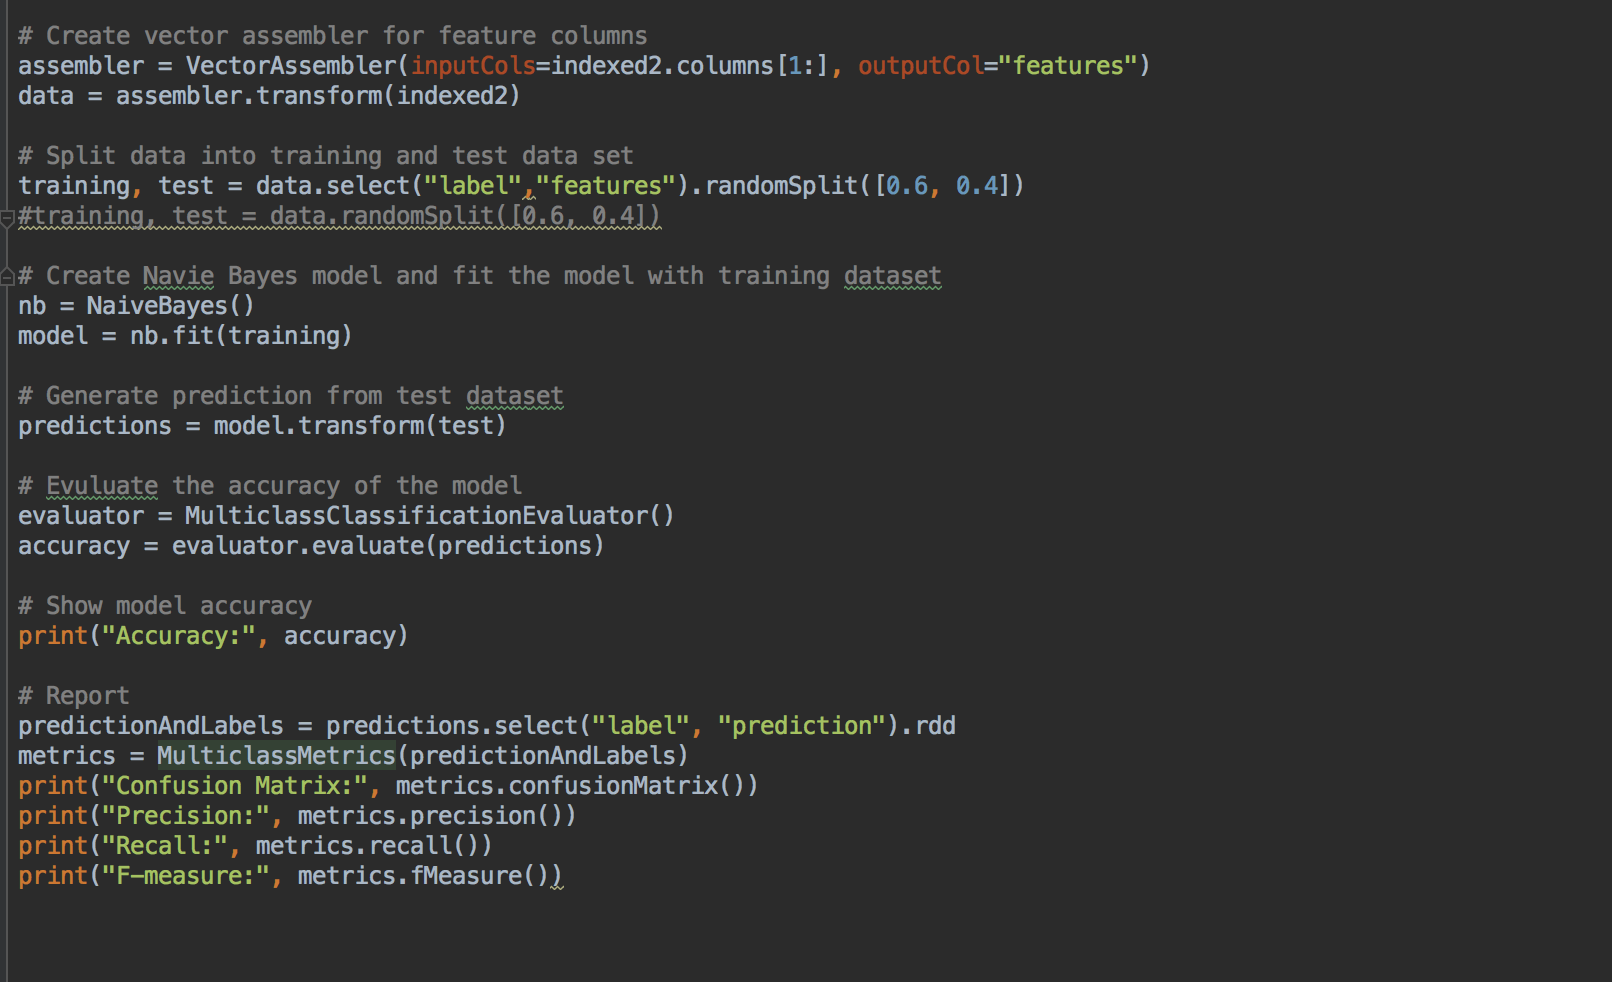 # Create vector assembler for feature columns
assembler = VectorAssembler(inputCols=indexed2.columns[1:], outputCol="features")
data = assembler.transform(indexed2)
# Split data into training and test data set
training, test = data.select("label","features").randomSplit([0.6, 0.4])
#training, test = data.randomSplit([0.6, 0.4])
# Create Navie Bayes model and fit the model with training dataset
nb = NaiveBayes()
model = nb.fit(training)
# Generate prediction from test dataset
predictions = model.transform(test)
# Evuluate the accuracy of the model
evaluator = MulticlassClassificationEvaluator()
accuracy = evaluator.evaluate(predictions)
# Show model accuracy
print("Accuracy:", accuracy)
# Report
predictionAndLabels = predictions.select("label", "prediction").rdd
metrics = MulticlassMetrics(predictionAndLabels)
print("Confusion Matrix:", metrics.confusionMatrix())
print("Precision:", metrics.precision())
print("Recall:", metrics.recall())
print("F-measure:", metrics.fMeasure())